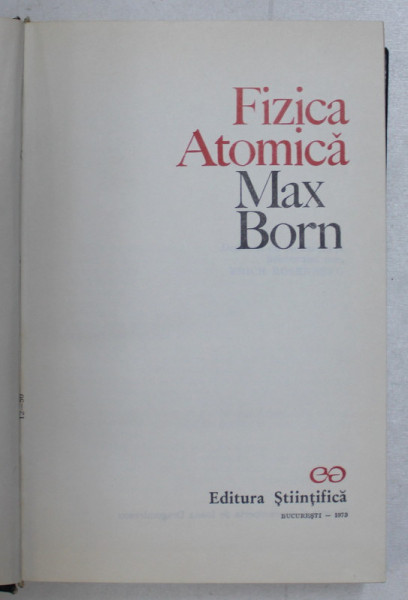 Fizica
Atomică
Max
Born
Editura Științifică
BUCUREȘTI — 1973